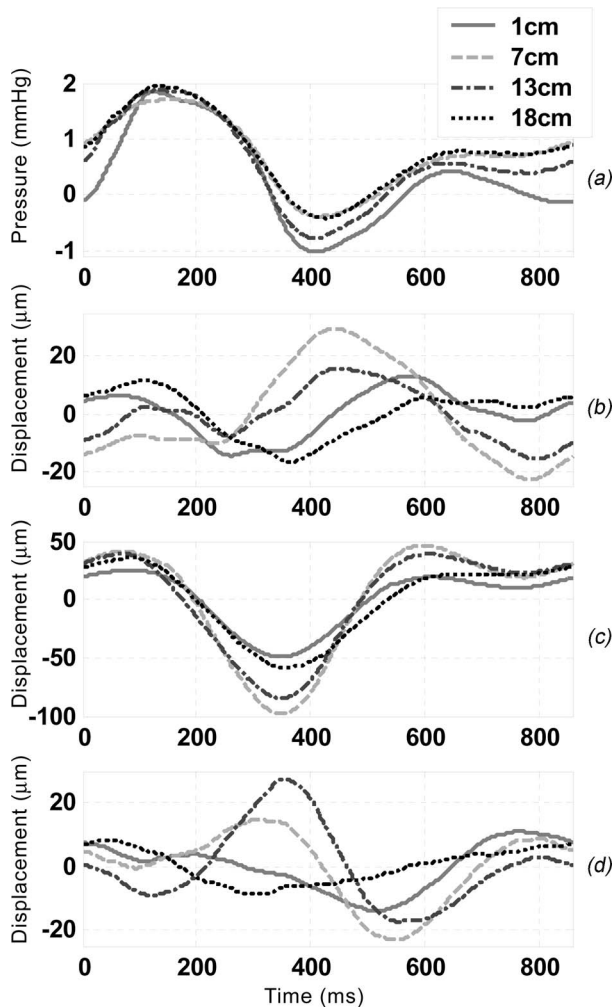 1cm
7cm
13cm
18cm
Pressure (mmHg)
2
1
0
-1
0 200 400 600 800
(a)
Displacement (μm)
20
0
-20
0 200 400 600 800
(b)
Displacement (μm)
50
0
-50
-100
0 200 400 600 800
(c)
Displacement (μm)
20
0
-20
0 200 400 600 800
(d)
Time (ms)